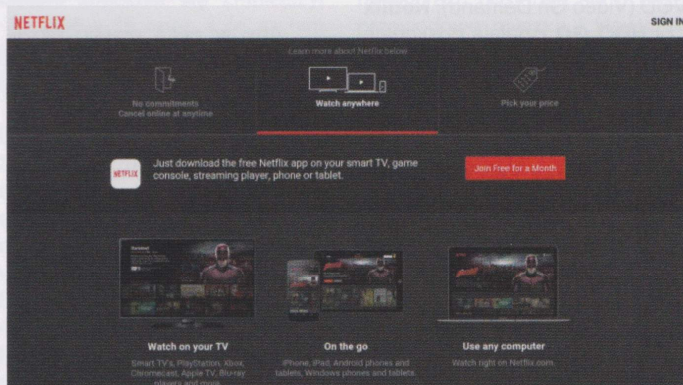 NETFLIX
SIGN IN
Learn more about Netflix below
No commitments
Cancel online at anytime
Watch anywhere
Pick your price
NETFLIX
Just download the free Netflix app on your smart TV, game
console, streaming player, phone or tablet.
Join Free for a Month
Watch on your TV
Smart TV's, PlayStation, Xbox,
Chromecast, Apple TV, Blu-ray
players and more.
On the go
iPhone, iPad, Android phones and
tablets, Windows phones and tablets.
Use any computer
Watch right on Netflix.com.